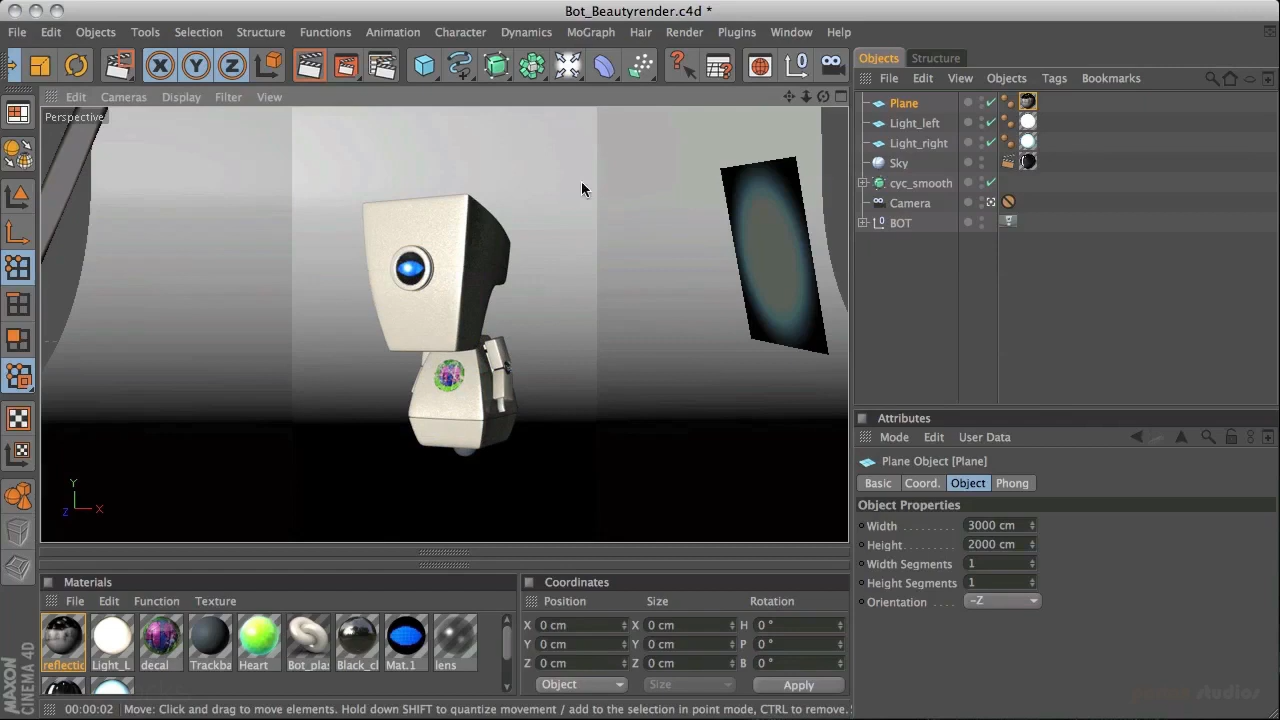 Bot_Beautyrender.c4d *
File Edit Objects Tools Selection Structure Functions Animation Character Dynamics MoGraph Hair Render Plugins Window Help
Objects Structure
File Edit View Objects Tags Bookmarks
Edit Cameras Display Filter View
Perspective
Plane
Light_left
Light_right
Sky
cyc_smooth
Camera
BOT
Attributes
Mode Edit User Data
Plane Object [Plane]
Basic Coord. Object Phong
Object Properties
Width 3000 cm
Height 2000 cm
Width Segments 1
Height Segments 1
Orientation -Z
Y
Z X
Materials
File Edit Function Texture
reflectic Light_L decal Trackba Heart Bot_plas Black_cl Mat.1 lens
Coordinates
Position Size Rotation
X 0 cm X 0 cm H 0 °
Y 0 cm Y 0 cm P 0 °
Z 0 cm Z 0 cm B 0 °
Object Size Apply
MAXON
CINEMA 4D
00:00:02 Move: Click and drag to move elements. Hold down SHIFT to quantize movement / add to the selection in point mode, CTRL to remove.
studios